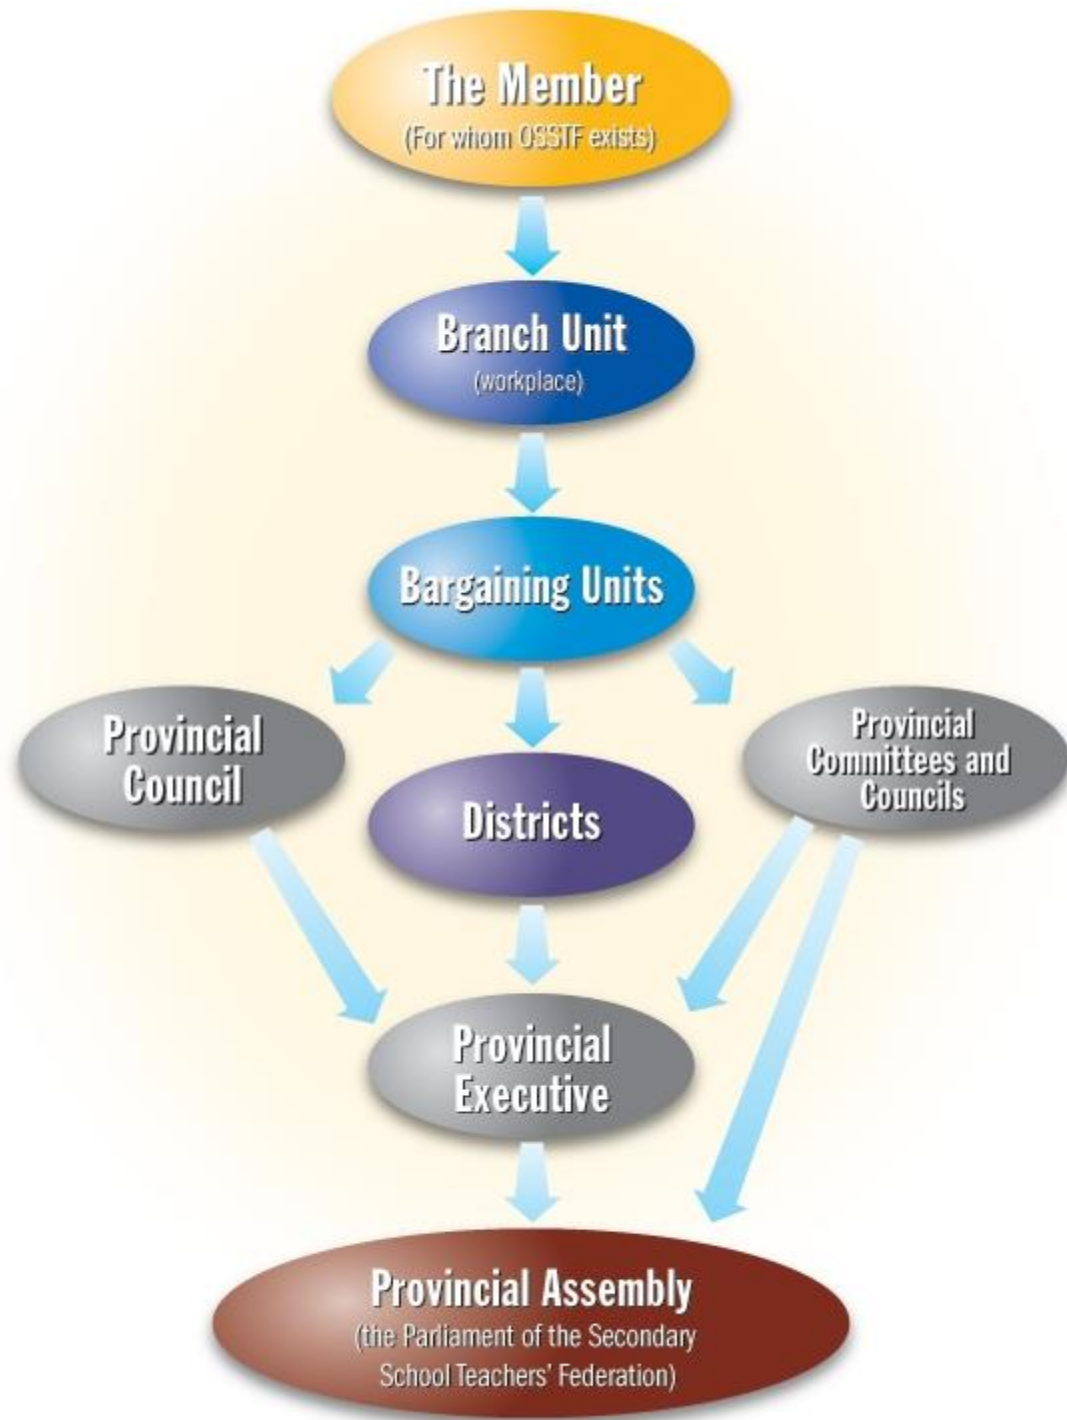 The Member
(For whom OSSTF exists)
Branch Unit
(workplace)
Bargaining Units
Provincial
Council
Districts
Provincial
Committees and
Councils
Provincial
Executive
Provincial Assembly
(the Parliament of the Secondary
School Teachers' Federation)